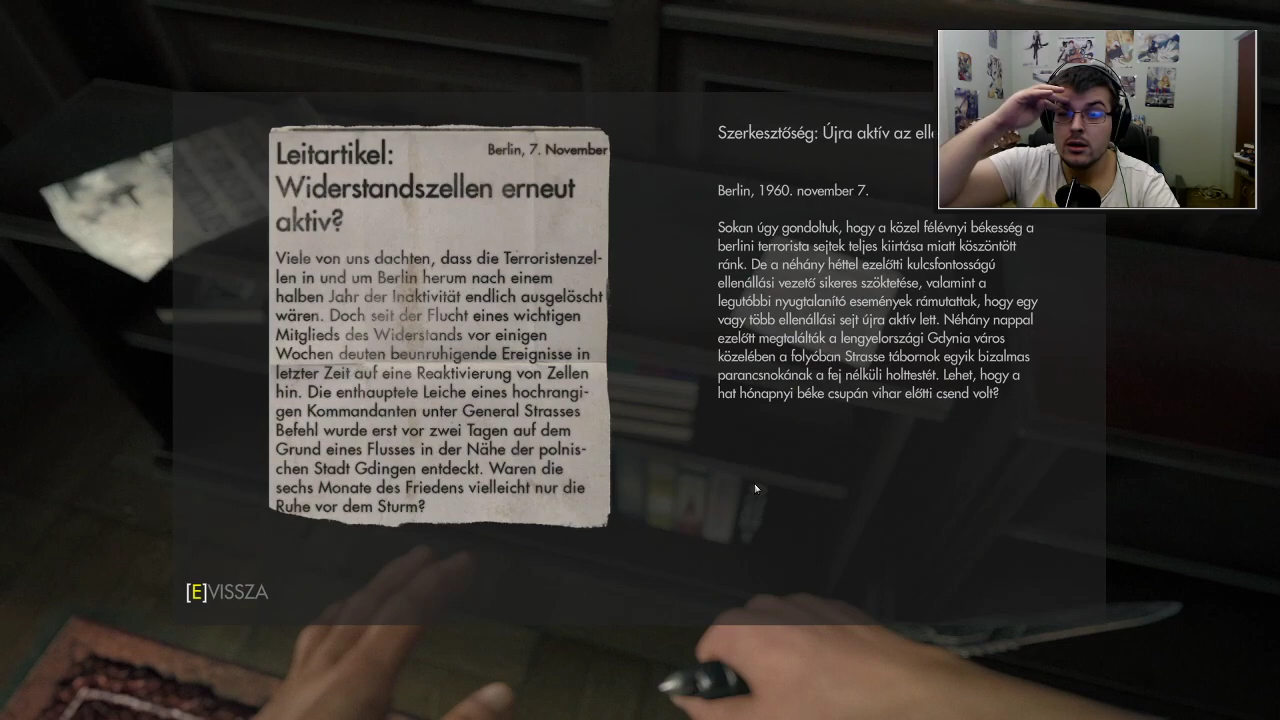 Leitartikel:
Berlin, 7. November
Widerstandszellen erneut
aktiv?
Viele von uns dachten, dass die Terroristenzel-
len in und um Berlin herum nach einem
halben Jahr der Inaktivität endlich ausgelöscht
wären. Doch seit der Flucht eines wichtigen
Mitglieds des Widerstands vor einigen
Wochen deuten beunruhigende Ereignisse in
letzter Zeit auf eine Reaktivierung von Zellen
hin. Die enthauptete Leiche eines hochrangi-
gen Kommandanten unter General Strasses
Befehl wurde erst vor zwei Tagen auf dem
Grund eines Flusses in der Nähe der polnis-
chen Stadt Gdingen entdeckt. Waren die
sechs Monate des Friedens vielleicht nur die
Ruhe vor dem Sturm?
Szerkesztőség: Újra aktív az elle
Berlin, 1960. november 7.
Sokan úgy gondoltuk, hogy a közel félévnyi békesség a
berlini terrorista sejtek teljes kiirtása miatt köszöntött
ránk. De a néhány héttel ezelőtti kulcsfontosságú
ellenállási vezető sikeres szöktetése, valamint a
legutóbbi nyugtalanító események rámutattak, hogy egy
vagy több ellenállási sejt újra aktív lett. Néhány nappal
ezelőtt megtalálták a lengyelországi Gdynia város
közelében a folyóban Strasse tábornok egyik bizalmas
parancsnokának a fej nélküli holttestét. Lehet, hogy a
hat hónapnyi béke csupán vihar előtti csend volt?
[E]VISSZA